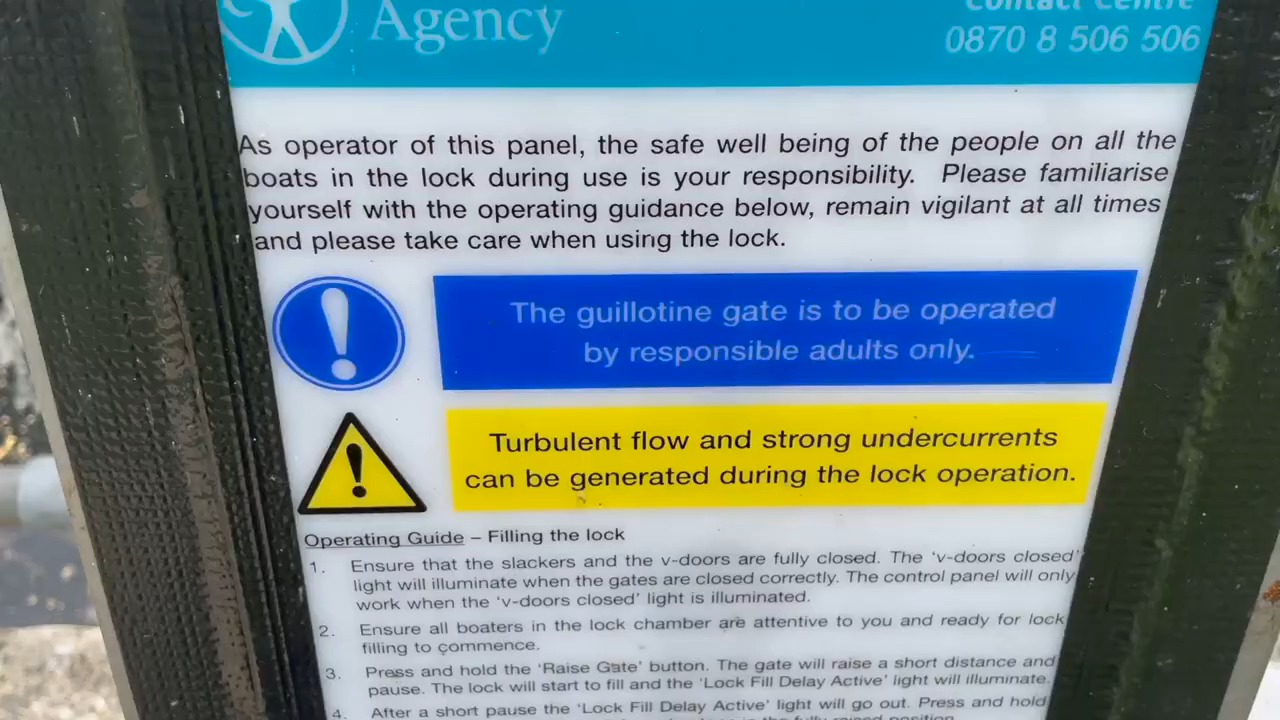 Agency
Contact Centre
0870 8 506 506
As operator of this panel, the safe well being of the people on all the
boats in the lock during use is your responsibility. Please familiarise
yourself with the operating guidance below, remain vigilant at all times
and please take care when using the lock.
The guillotine gate is to be operated
by responsible adults only.
Turbulent flow and strong undercurrents
can be generated during the lock operation.
Operating Guide – Filling the lock
1. Ensure that the slackers and the v-doors are fully closed. The 'v-doors closed'
light will illuminate when the gates are closed correctly. The control panel will only
work when the 'v-doors closed' light is illuminated.
2. Ensure all boaters in the lock chamber are attentive to you and ready for lock
filling to commence.
3. Press and hold the 'Raise Gate' button. The gate will raise a short distance and
pause. The lock will start to fill and the 'Lock Fill Delay Active' light will illuminate.
4. After a short pause the 'Lock Fill Delay Active' light will go out. Press and hold
in the fully raised position.